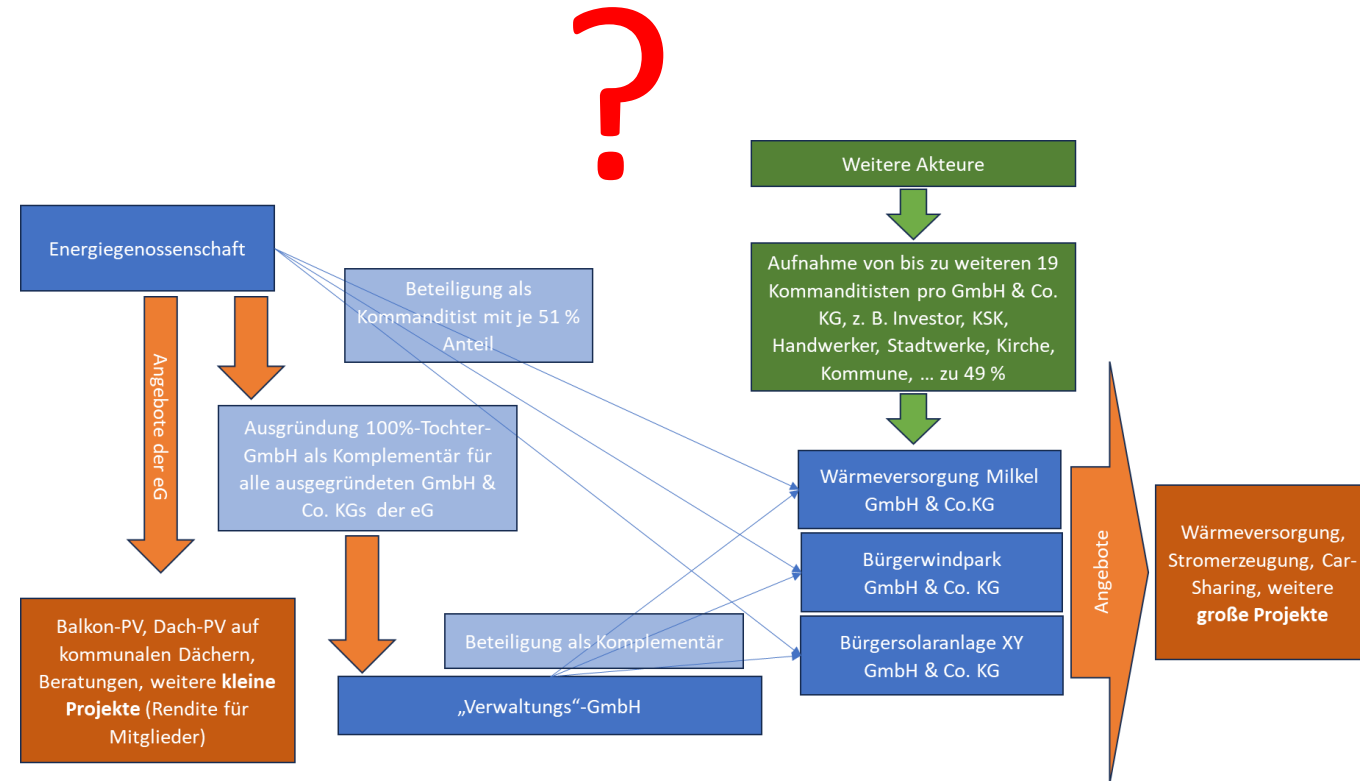 ?
Weitere Akteure
Energiegenossenschaft
Aufnahme von bis zu weiteren 19
Kommanditisten pro GmbH & Co.
KG, z. B. Investor, KSK,
Handwerker, Stadtwerke, Kirche,
Kommune, … zu 49 %
Beteiligung als
Kommanditist mit je 51 %
Anteil
Angebote der eG
Ausgründung 100%-Tochter-
GmbH als Komplementär für
alle ausgegründeten GmbH &
Co. KGs der eG
Wärmeversorgung Milkel
GmbH & Co.KG
Bürgerwindpark
GmbH & Co. KG
Bürgersolaranlage XY
GmbH & Co. KG
Angebote
Wärmeversorgung,
Stromerzeugung, Car-
Sharing, weitere
große Projekte
Balkon-PV, Dach-PV auf
kommunalen Dächern,
Beratungen, weitere kleine
Projekte (Rendite für
Mitglieder)
Beteiligung als Komplementär
„Verwaltungs“-GmbH